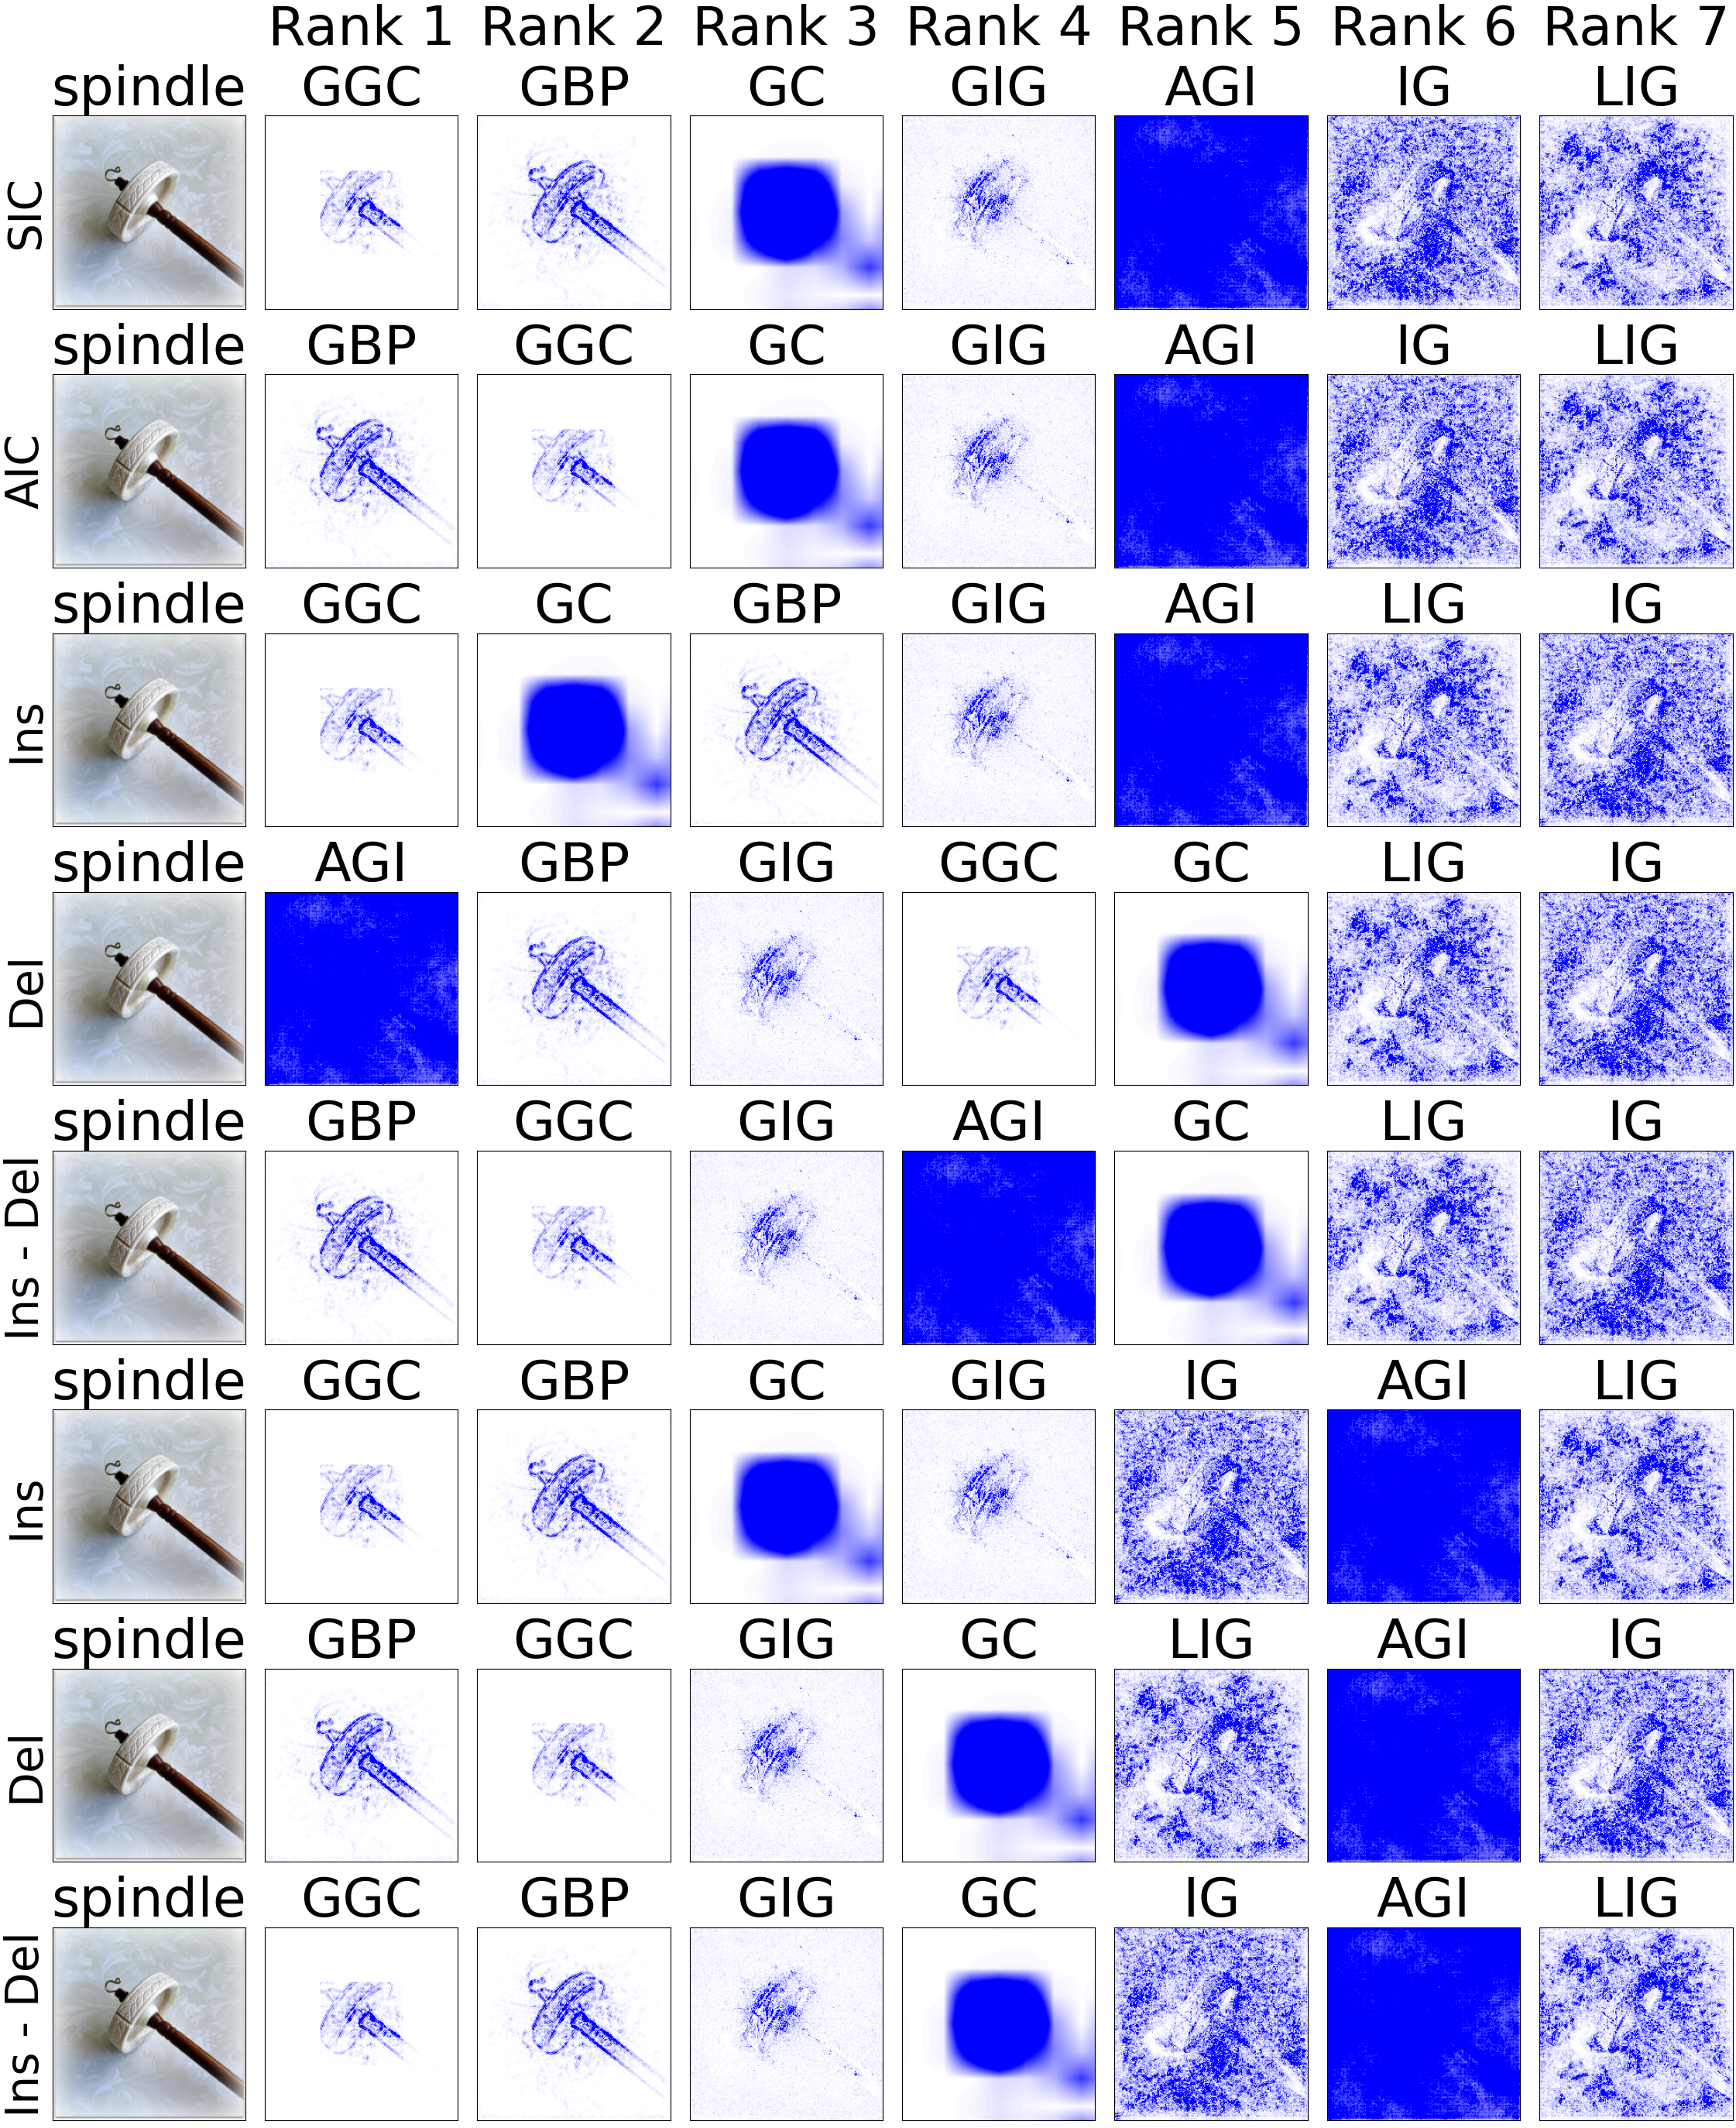 Rank 1 Rank 2 Rank 3 Rank 4 Rank 5 Rank 6 Rank 7
spindle GGC GBP GC GIG AGI IG LIG
SIC
spindle GBP GGC GC GIG AGI IG LIG
AIC
spindle GGC GC GBP GIG AGI LIG IG
Ins
spindle AGI GBP GIG GGC GC LIG IG
Del
spindle GBP GGC GIG AGI GC LIG IG
Ins - Del
spindle GGC GBP GC GIG IG AGI LIG
Ins
spindle GBP GGC GIG GC LIG AGI IG
Del
spindle GGC GBP GIG GC IG AGI LIG
Ins - Del